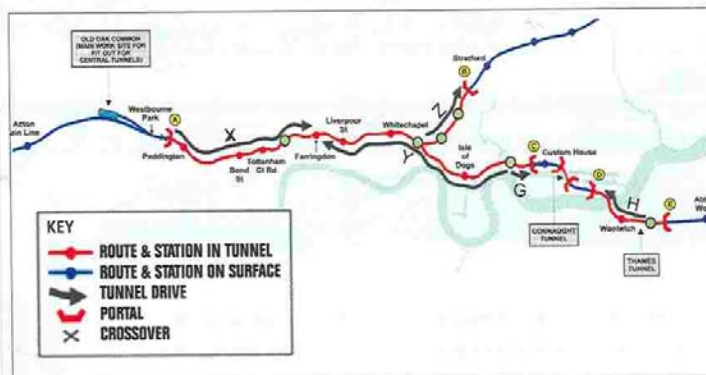 OLD OAK COMMON
(MAIN WORK SITE FOR
FIT OUT FOR
CENTRAL TUNNELS)
Acton
ain Line
Westbourne
Park
A
Paddington
X
Bond
St
Tottenham
Ct Rd
Farringdon
Liverpool
St
Whitechapel
Y
Z
B
Stratford
Isle
of
Dogs
G
C
Custom House
D
H
E
Woolwich
CONNAUGHT
TUNNEL
THAMES
TUNNEL
KEY
ROUTE & STATION IN TUNNEL
ROUTE & STATION ON SURFACE
TUNNEL DRIVE
PORTAL
CROSSOVER